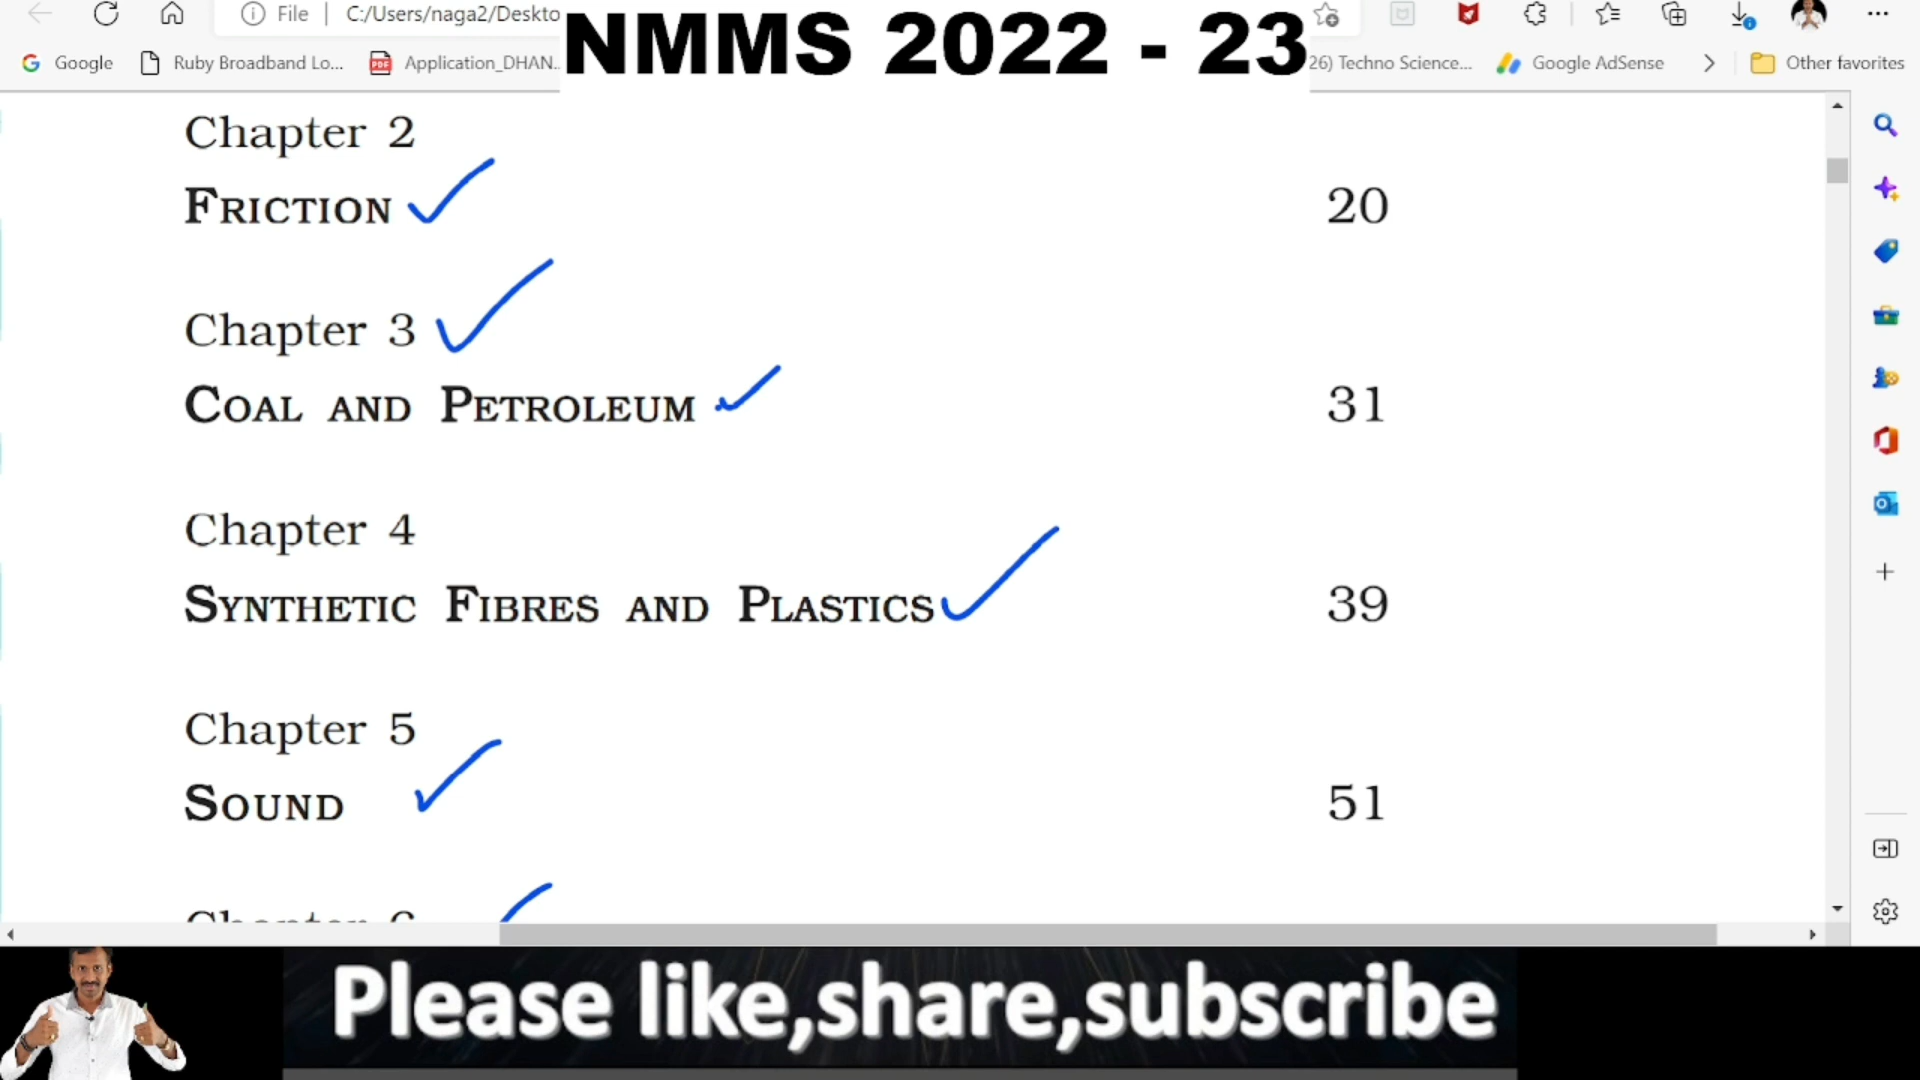 File
C:/Users/naga2/Deskto
NMMS 2022 - 23
Google
Ruby Broadband Lo...
Application_DHAN...
26) Techno Science...
Google AdSense
Other favorites
Chapter 2
FRICTION 20
Chapter 3
COAL AND PETROLEUM 31
Chapter 4
SYNTHETIC FIBRES AND PLASTICS 39
Chapter 5
SOUND 51
Chapter 6
Please like,share,subscribe